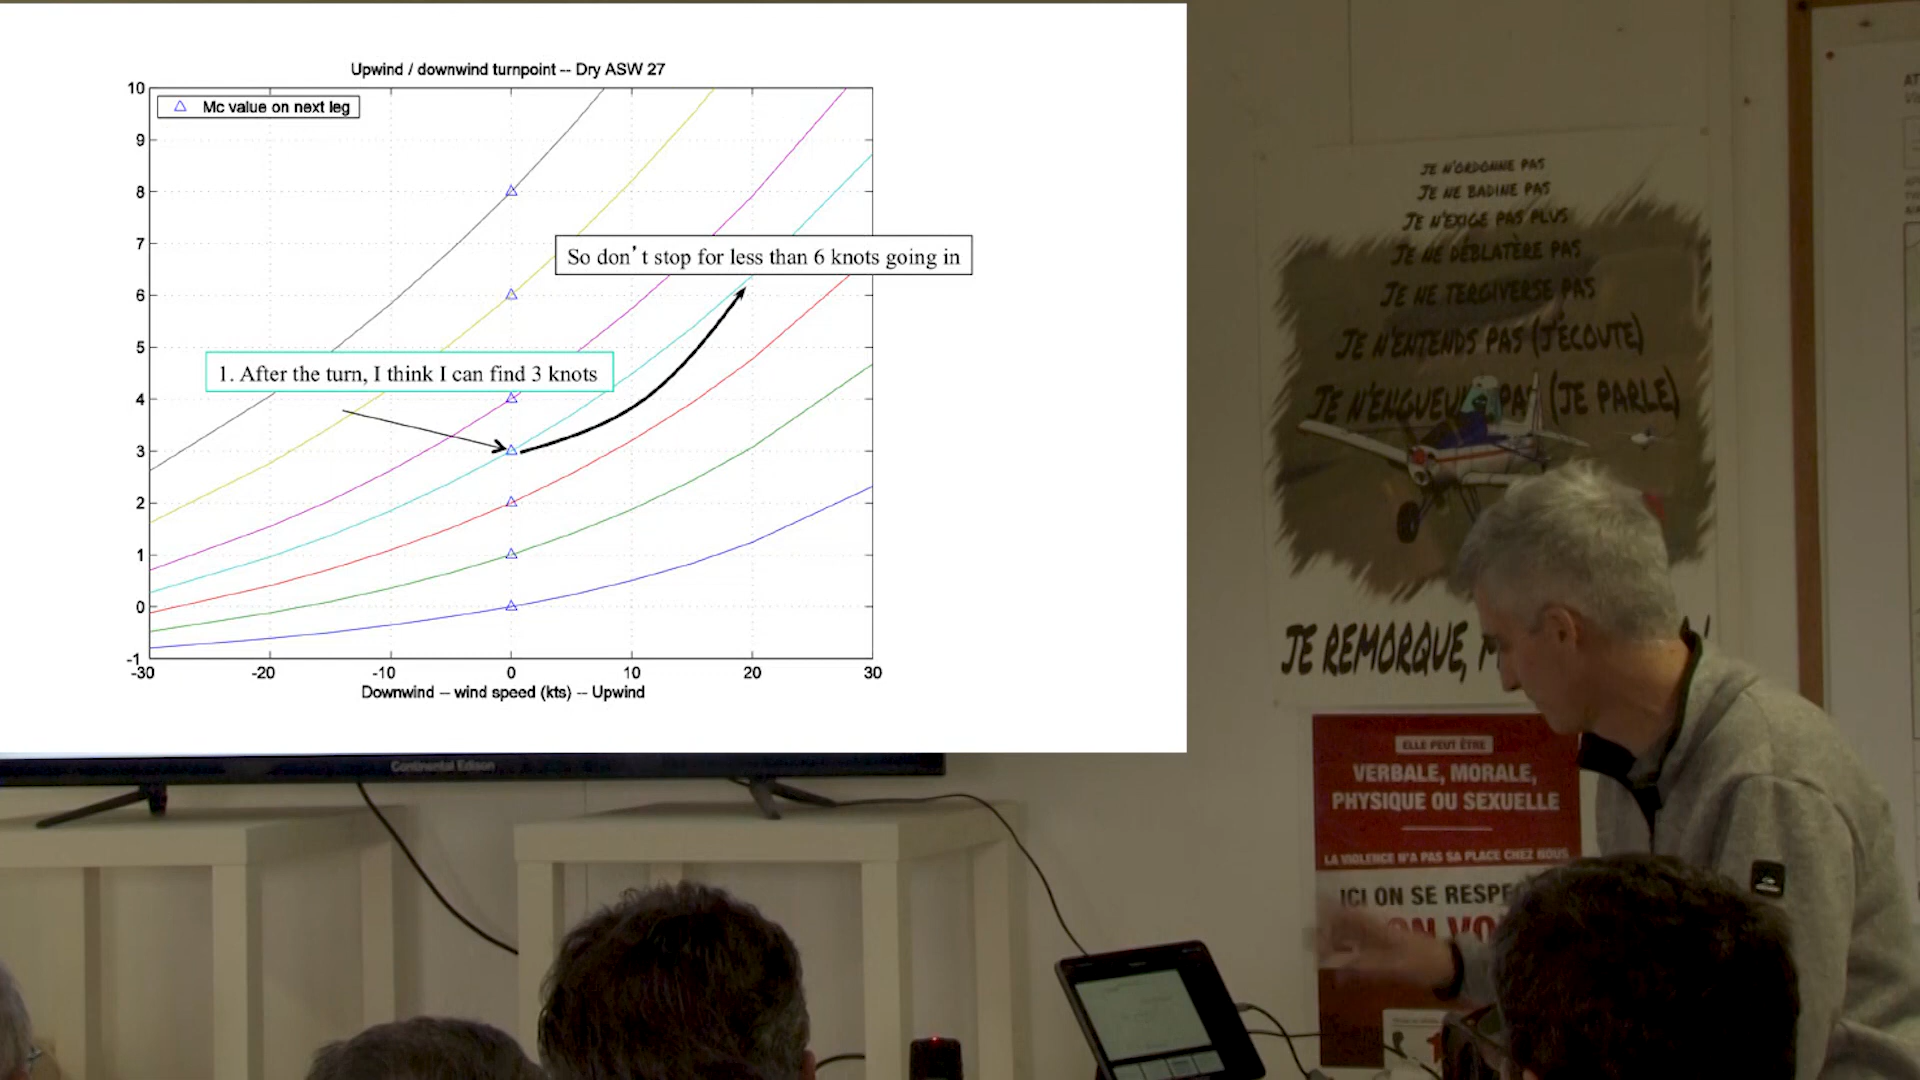 Upwind / downwind turnpoint -- Dry ASW 27
Mc value on next leg
10
9
8
7
6
5
4
3
2
1
0
-1
So don't stop for less than 6 knots going in
1. After the turn, I think I can find 3 knots
-30 -20 -10 0 10 20 30
Downwind -- wind speed (kts) -- Upwind
Continental Edison
JE N'ORDONNE PAS
JE NE BADINE PAS
JE N'EXIGE PAS PLUS
JE NE DÉBLATÈRE PAS
JE NE TERGIVERSE PAS
JE N'ENTENDS PAS (J'ÉCOUTE)
JE N'ENGUEU PAS (JE PARLE)
JE REMORQUE,
ELLE PEUT ÊTRE
VERBALE, MORALE,
PHYSIQUE OU SEXUELLE
LA VIOLENCE N'A PAS SA PLACE CHEZ NOUS
ICI ON SE RESPE
ON VO